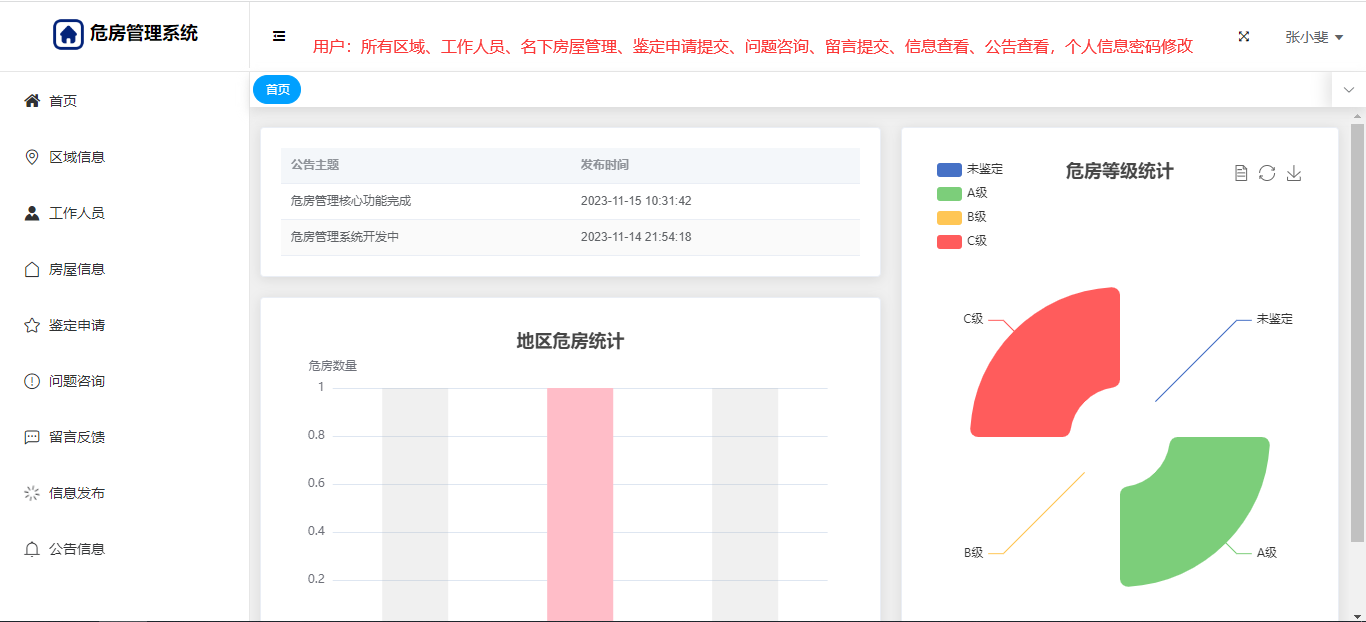 危房管理系统
用户：所有区域、工作人员、名下房屋管理、鉴定申请提交、问题咨询、留言提交、信息查看、公告查看，个人信息密码修改
张小斐
首页
首页
区域信息
工作人员
房屋信息
鉴定申请
问题咨询
留言反馈
信息发布
公告信息
公告主题 发布时间
危房管理核心功能完成 2023-11-15 10:31:42
危房管理系统开发中 2023-11-14 21:54:18
地区危房统计
危房数量
1
0.8
0.6
0.4
0.2
危房等级统计
未鉴定
A级
B级
C级
C级
未鉴定
B级
A级